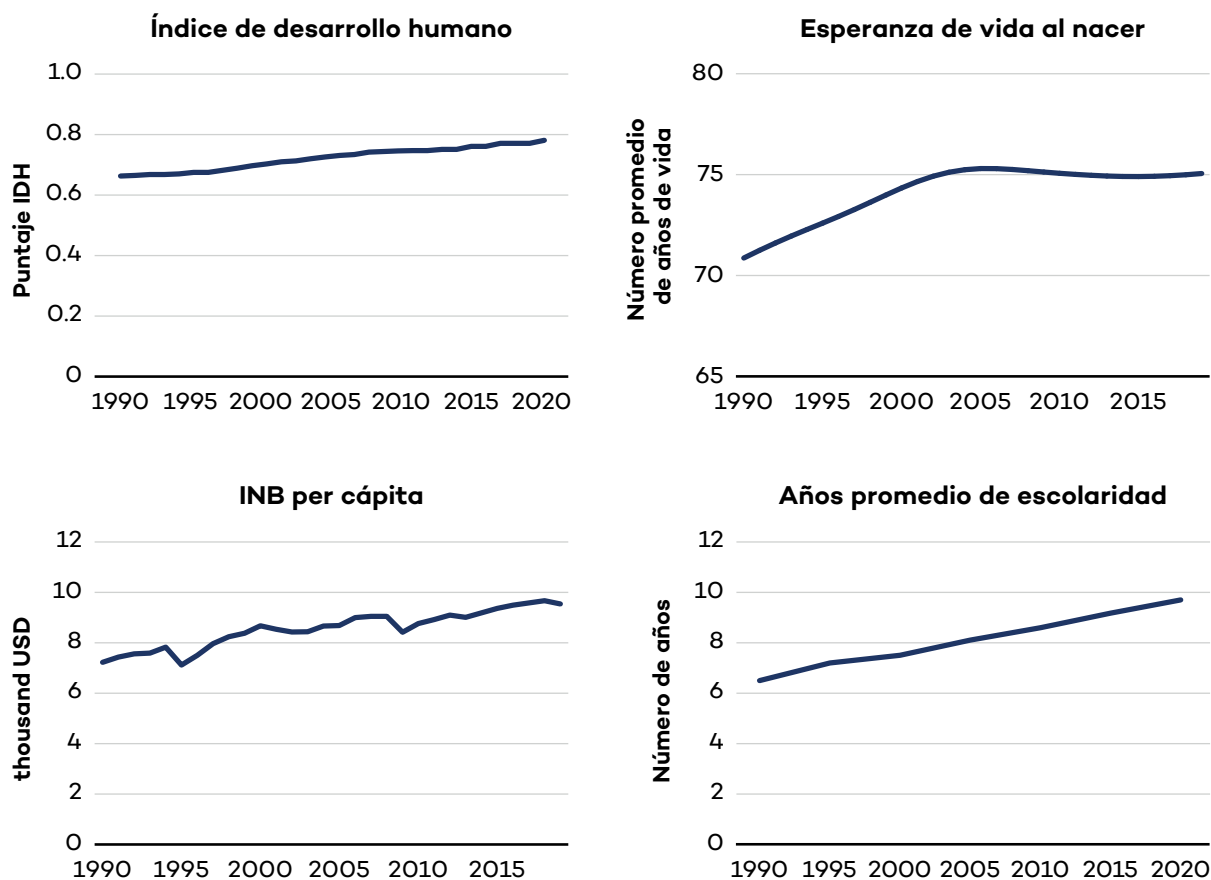 Índice de desarrollo humano
Puntaje IDH
1.0
0.8
0.6
0.4
0.2
0
1990 1995 2000 2005 2010 2015 2020
Esperanza de vida al nacer
Número promedio
de años de vida
80
75
70
65
1990 1995 2000 2005 2010 2015
INB per cápita
thousand USD
12
10
8
6
4
2
0
1990 1995 2000 2005 2010 2015
Años promedio de escolaridad
Número de años
12
10
8
6
4
2
0
1990 1995 2000 2005 2010 2015 2020